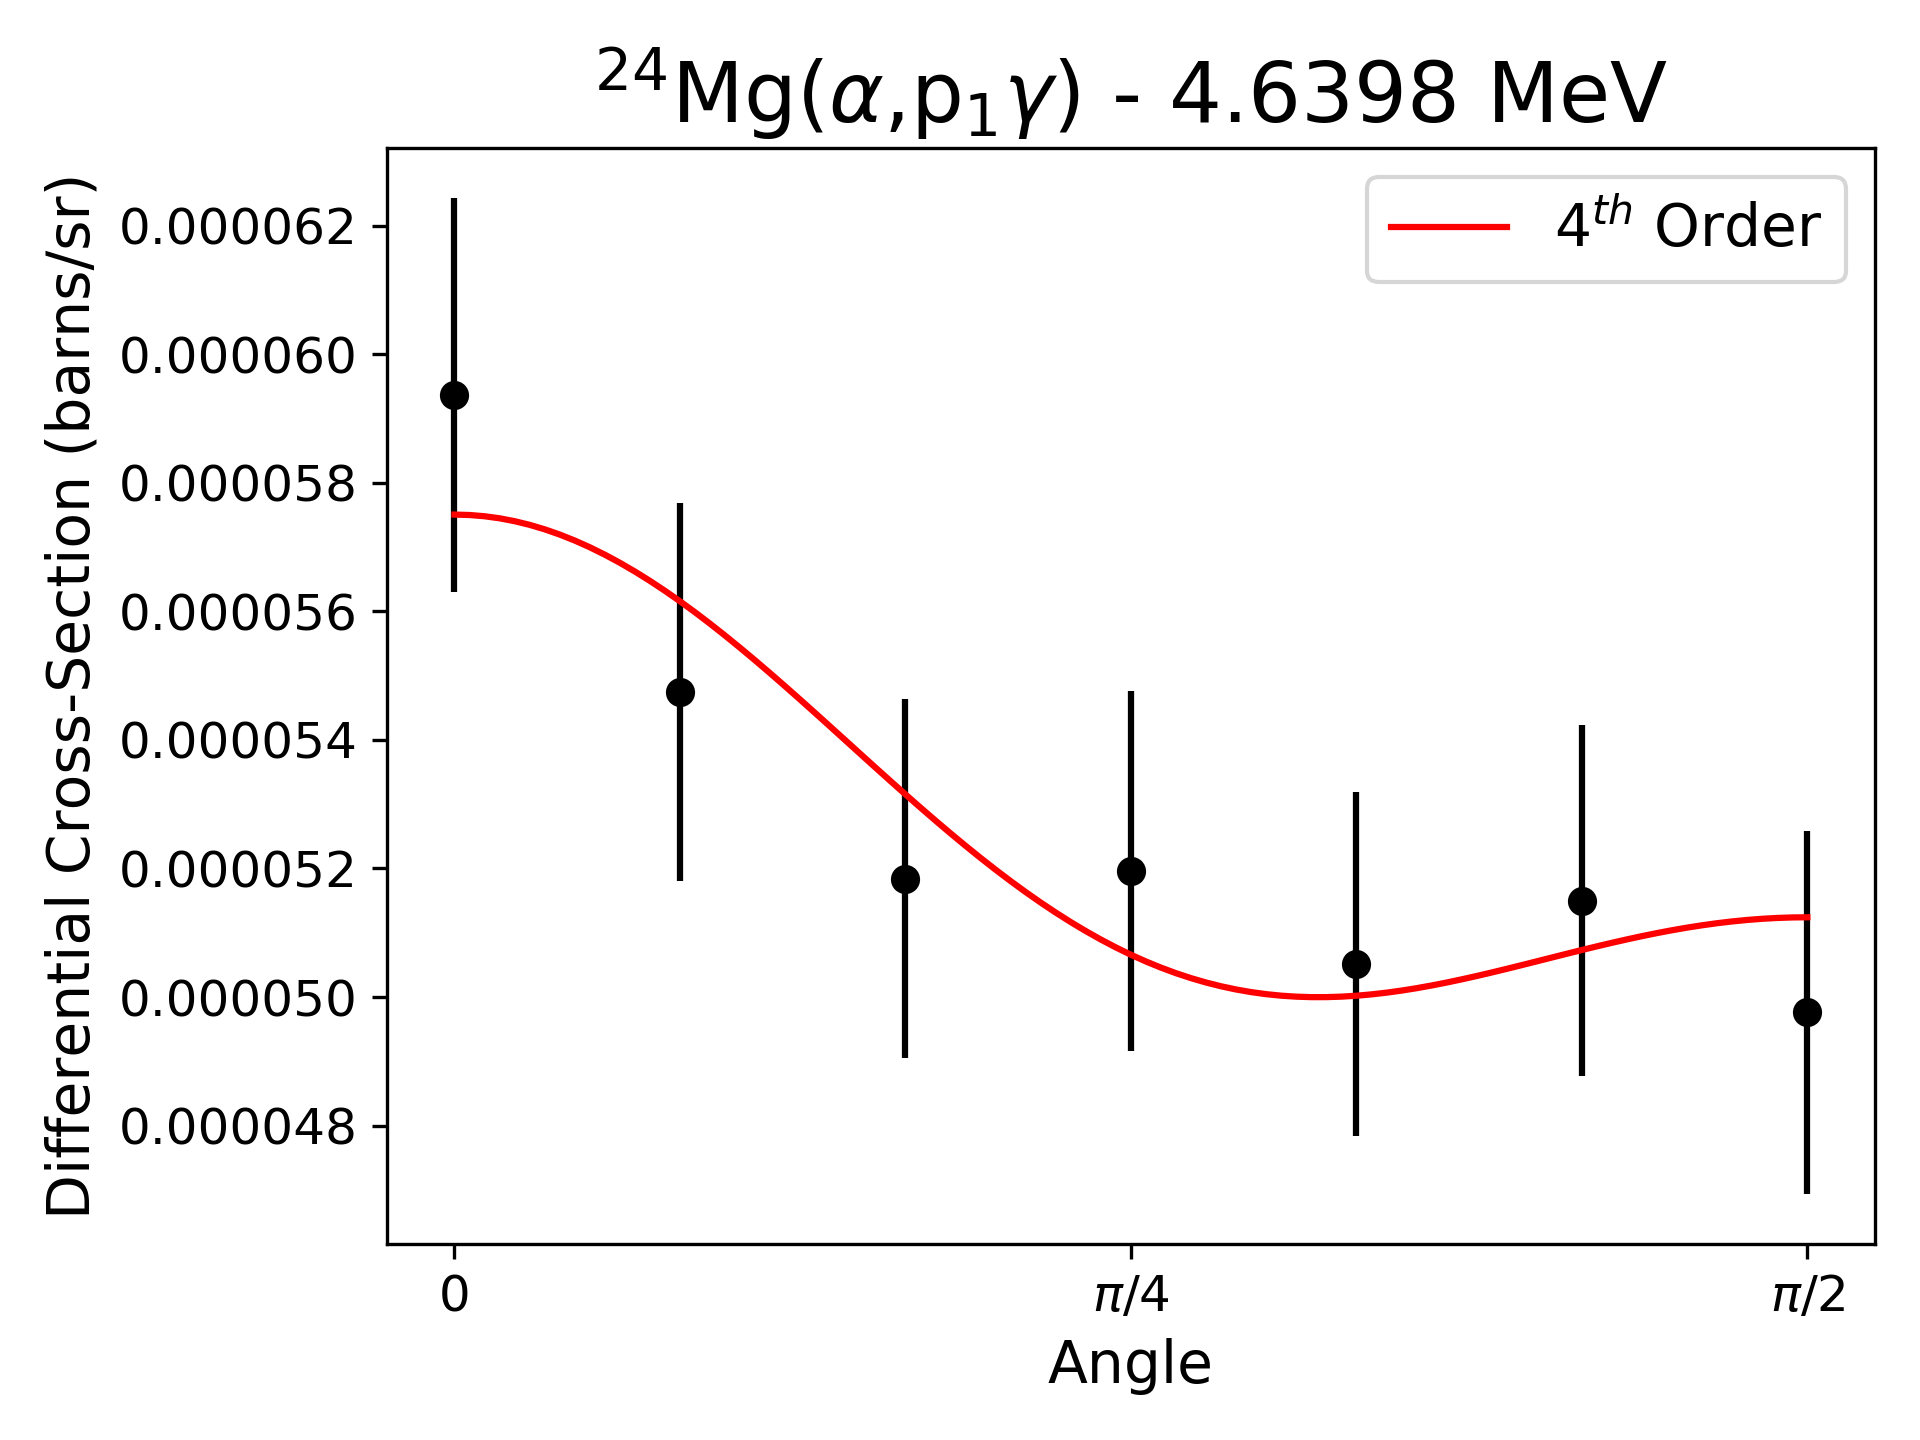 ²⁴Mg(α,p₁γ) - 4.6398 MeV
4ᵗʰ Order
Differential Cross-Section (barns/sr)
0.000062
0.000060
0.000058
0.000056
0.000054
0.000052
0.000050
0.000048
0
π/4
π/2
Angle